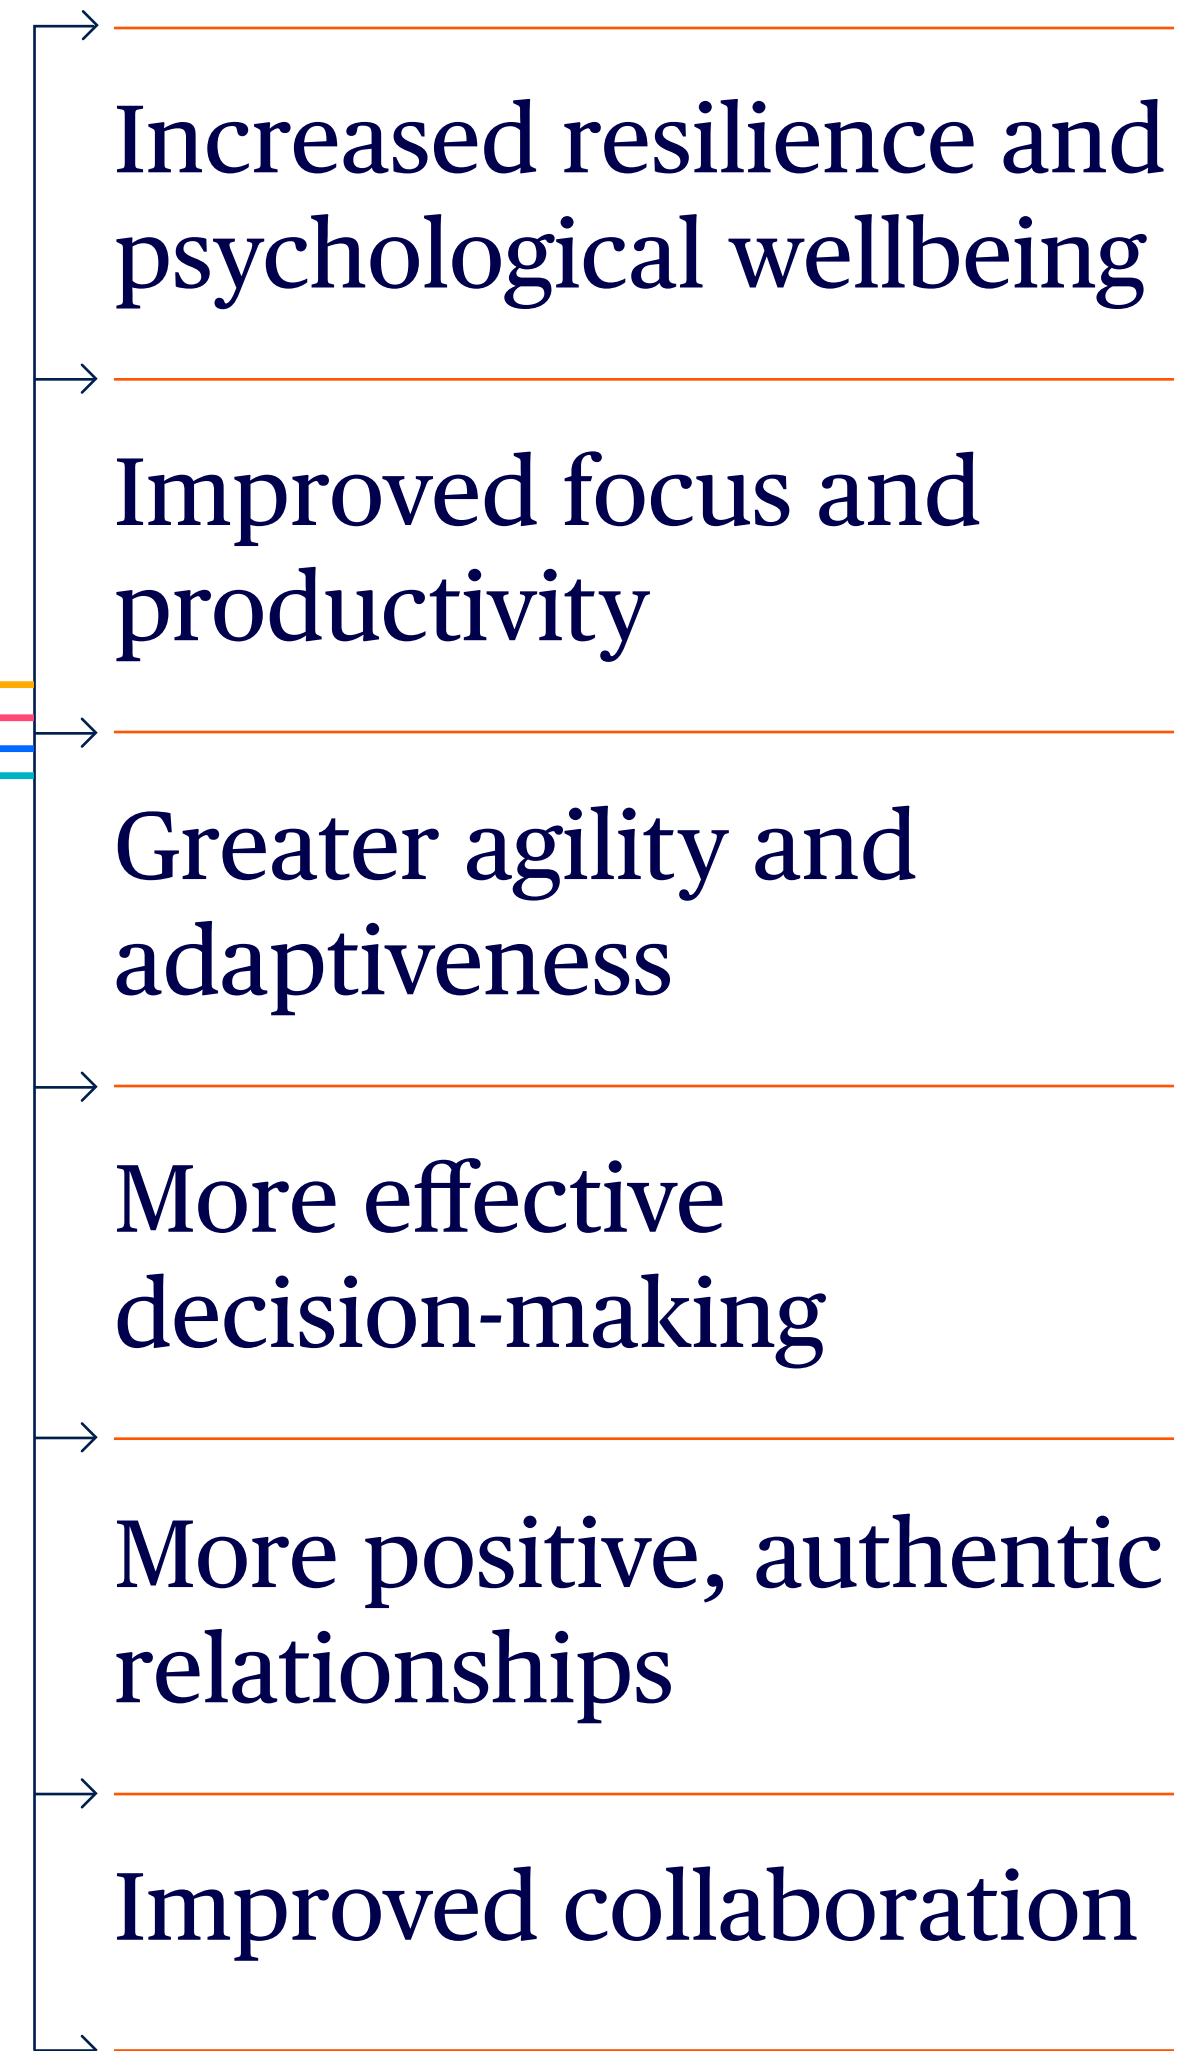 Increased resilience and
psychological wellbeing
Improved focus and
productivity
Greater agility and
adaptiveness
More effective
decision-making
More positive, authentic
relationships
Improved collaboration